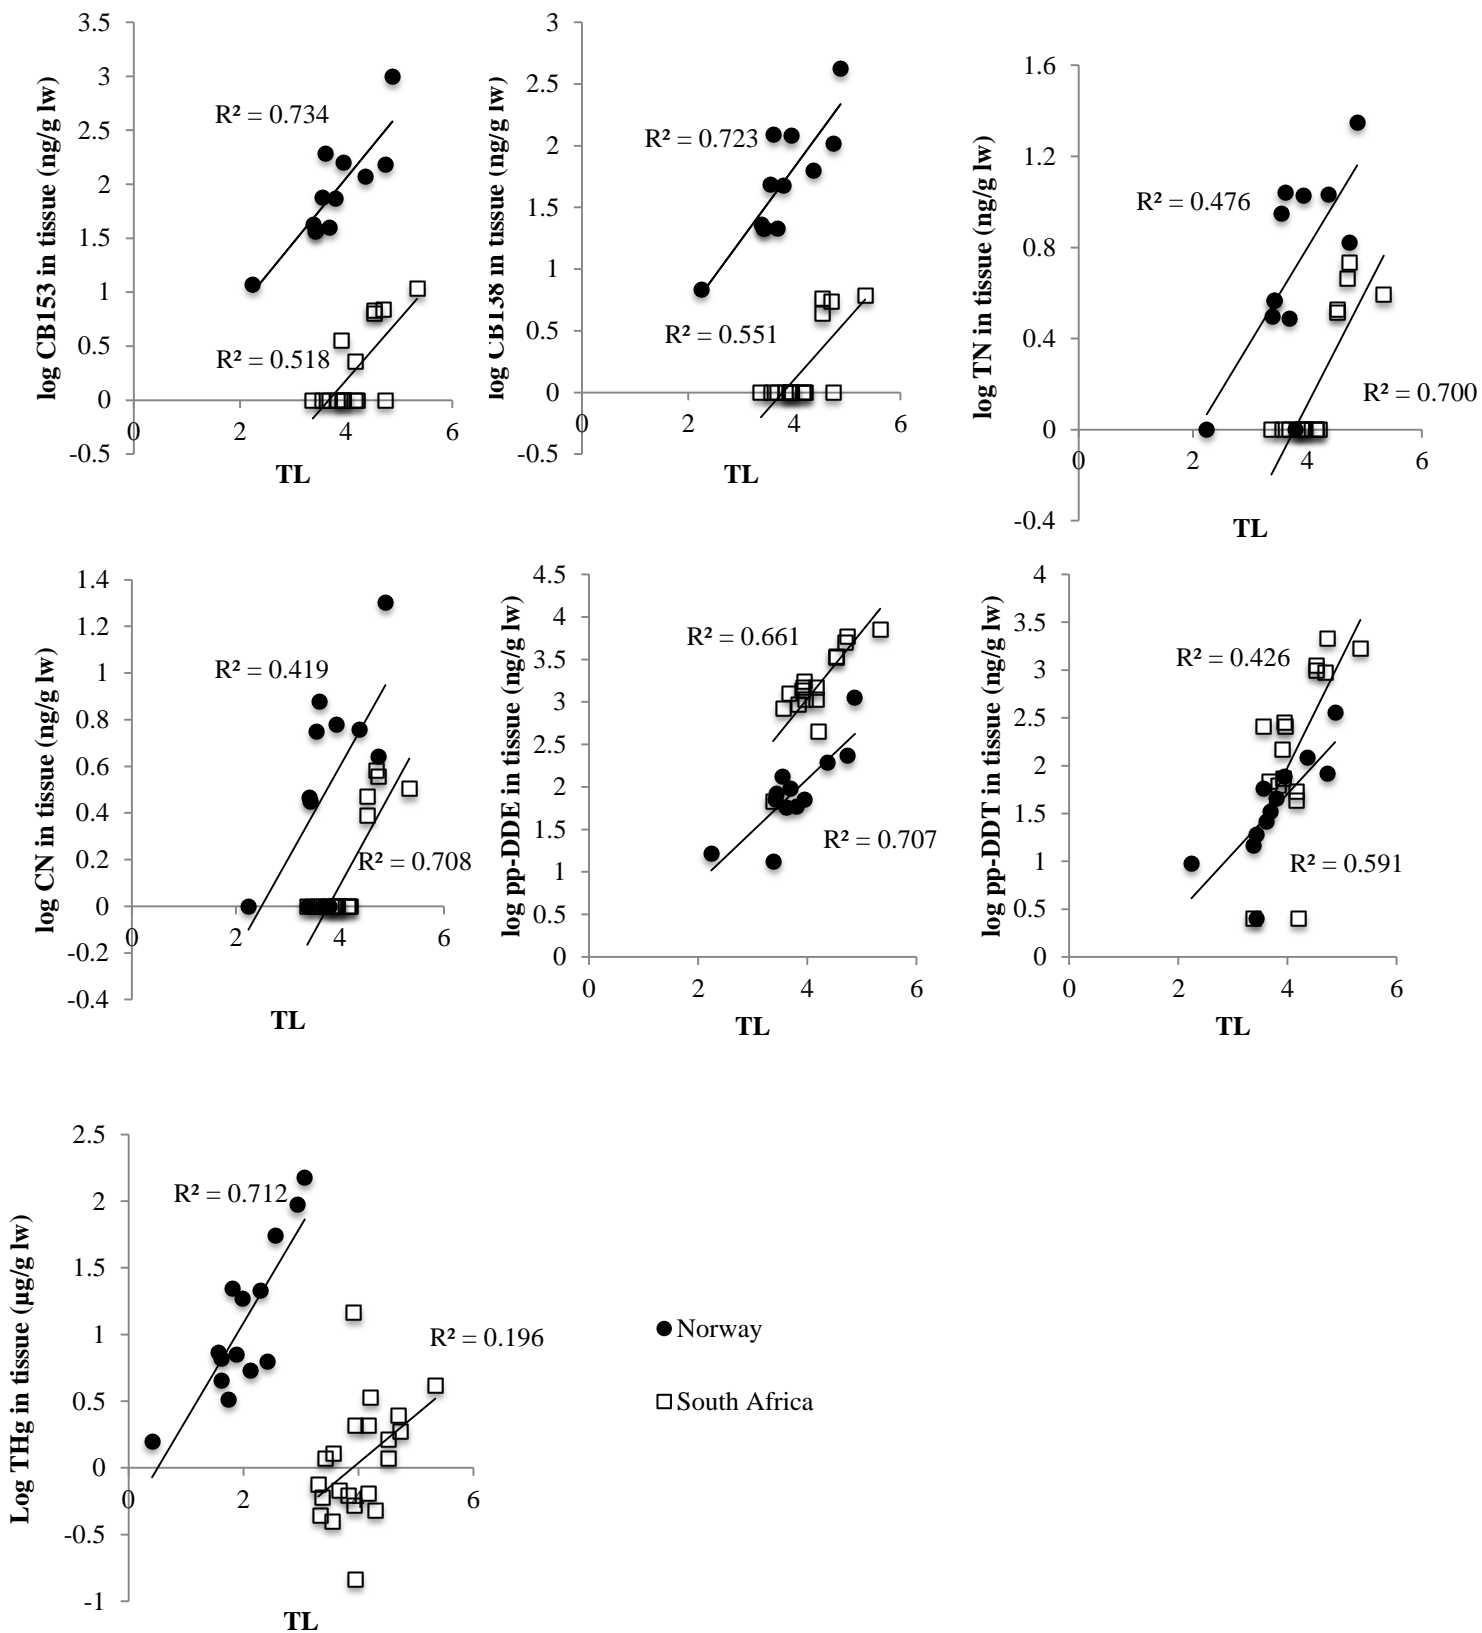 log CB153 in tissue (ng/g lw)
3.5
3
2.5
2
1.5
1
0.5
0
-0.5
R² = 0.734
R² = 0.518
2
4
6
TL
log CB138 in tissue (ng/g lw)
3
2.5
2
1.5
1
0.5
0
-0.5
R² = 0.723
R² = 0.551
0
2
4
6
TL
log TN in tissue (ng/g lw)
1.6
1.2
0.8
0.4
0
-0.4
R² = 0.476
R² = 0.700
0
2
4
6
TL
log CN in tissue (ng/g lw)
1.4
1.2
1
0.8
0.6
0.4
0.2
0
-0.2
-0.4
R² = 0.419
R² = 0.708
0
2
4
6
TL
log pp-DDE in tissue (ng/g lw)
4.5
4
3.5
3
2.5
2
1.5
1
0.5
0
R² = 0.661
R² = 0.707
0
2
4
6
TL
log pp-DDT in tissue (ng/g lw)
4
3.5
3
2.5
2
1.5
1
0.5
0
R² = 0.426
R² = 0.591
0
2
4
6
TL
Log THg in tissue (µg/g lw)
2.5
2
1.5
1
0.5
0
-0.5
-1
R² = 0.712
R² = 0.196
0
2
4
6
TL
Norway
South Africa